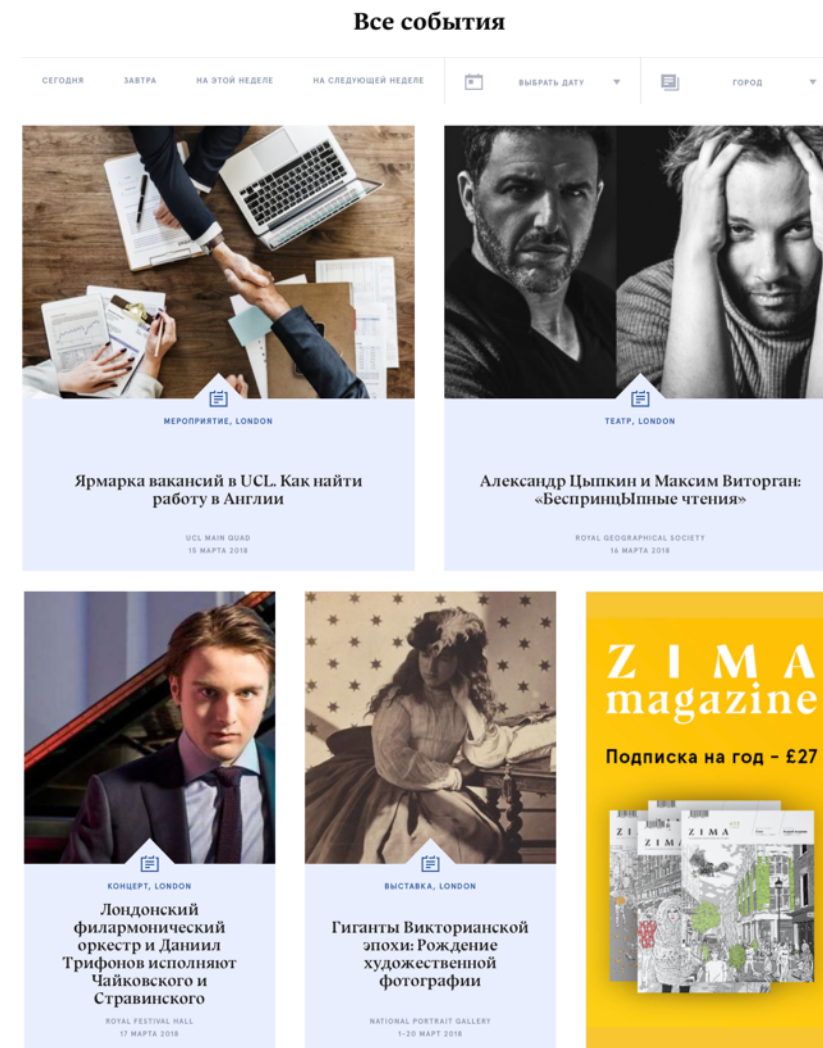 Все события
СЕГОДНЯ
ЗАВТРА
НА ЭТОЙ НЕДЕЛЕ
НА СЛЕДУЮЩЕЙ НЕДЕЛЕ
ВЫБРАТЬ ДАТУ
ГОРОД
МЕРОПРИЯТИЕ, LONDON
Ярмарка вакансий в UCL. Как найти
работу в Англии
UCL MAIN QUAD
15 МАРТА 2018
ТЕАТР, LONDON
Александр Цыпкин и Максим Виторган:
«БеспринцЫпные чтения»
ROYAL GEOGRAPHICAL SOCIETY
16 МАРТА 2018
КОНЦЕРТ, LONDON
Лондонский
филармонический
оркестр и Даниил
Трифонов исполняют
Чайковского и
Стравинского
ROYAL FESTIVAL HALL
17 МАРТА 2018
ВЫСТАВКА, LONDON
Гиганты Викторианской
эпохи: Рождение
художественной
фотографии
NATIONAL PORTRAIT GALLERY
1-20 МАРТ 2018
ZIMA
magazine
Подписка на год - £27
ZIMA